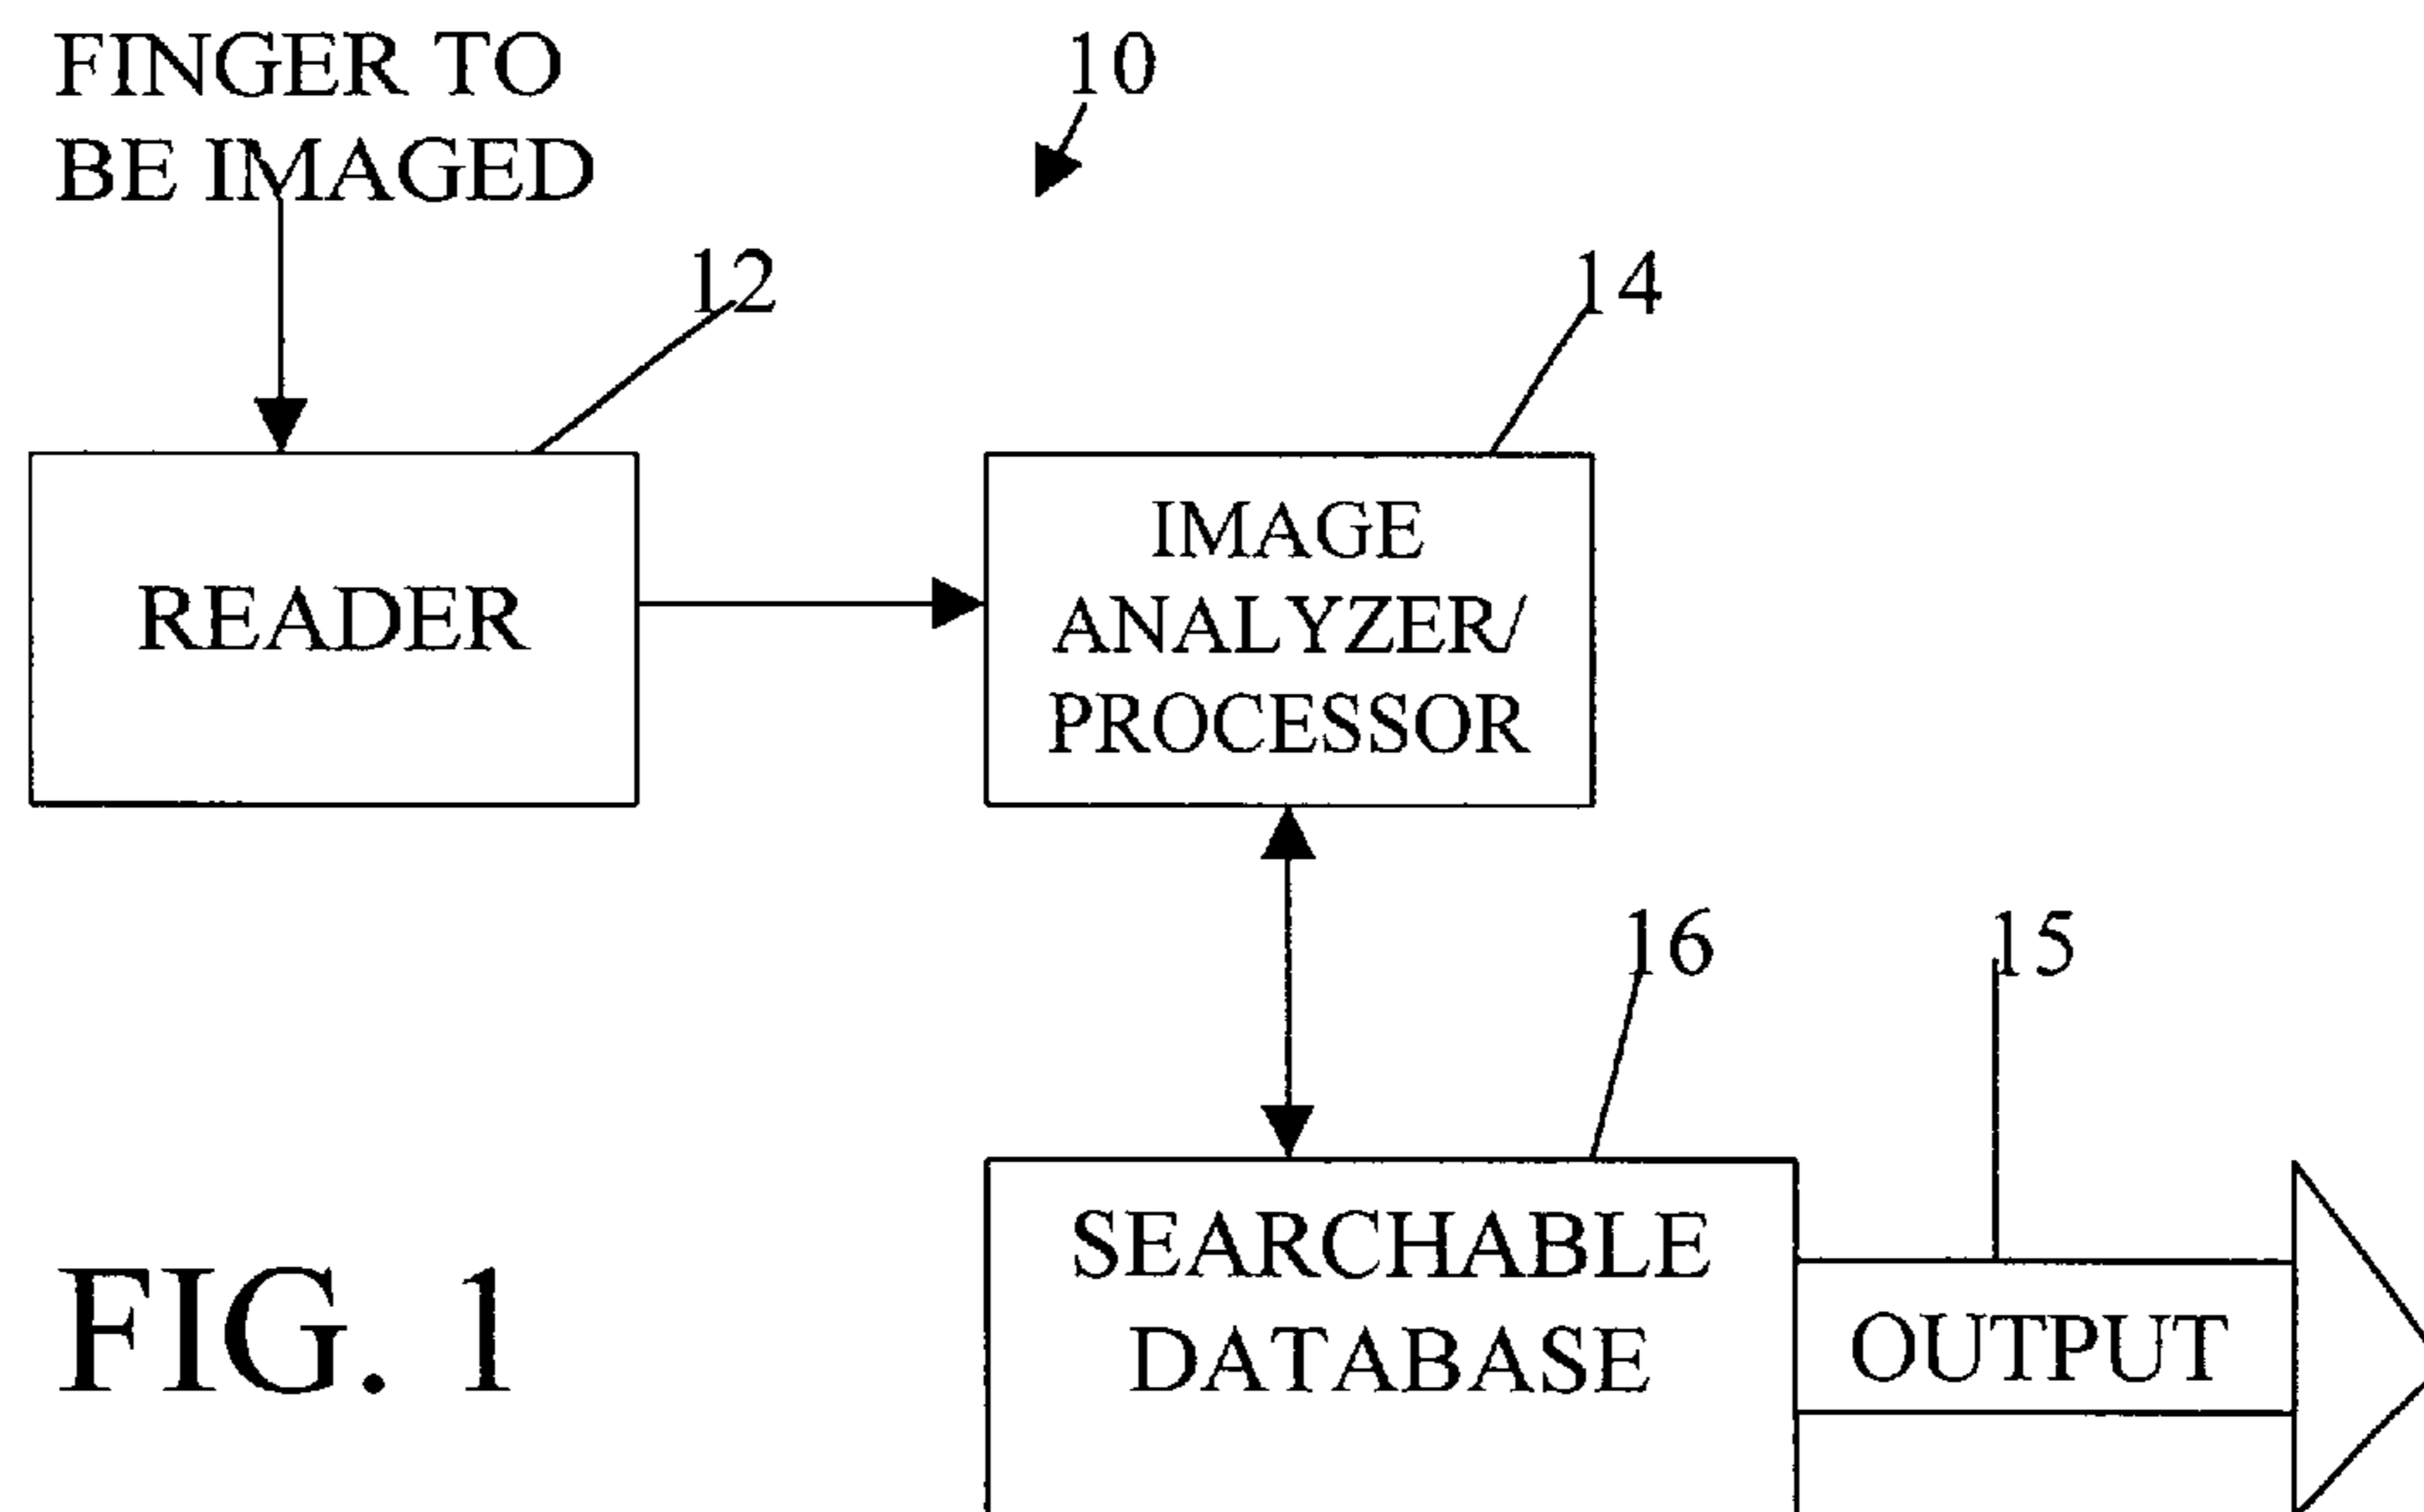 FINGER TO
BE IMAGED
10
12
14
READER
IMAGE
ANALYZER/
PROCESSOR
16
15
SEARCHABLE
DATABASE
OUTPUT
FIG. 1